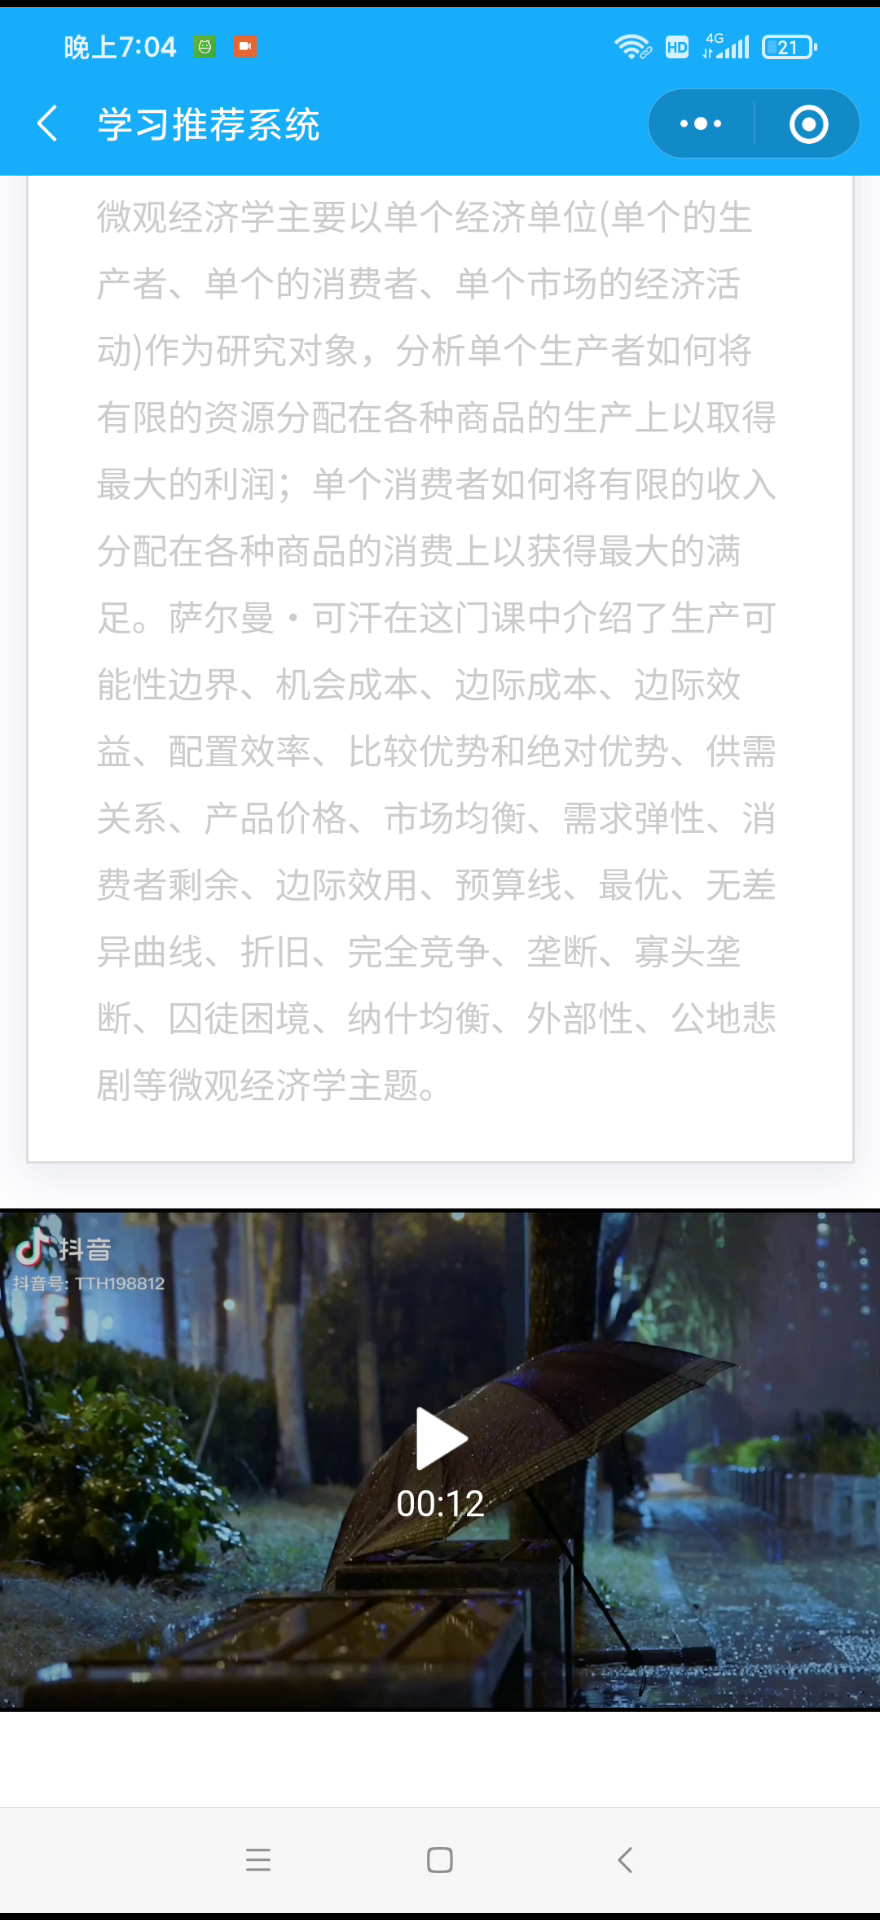 晚上7:04
HD
4G
21
学习推荐系统
微观经济学主要以单个经济单位(单个的生
产者、单个的消费者、单个市场的经济活
动)作为研究对象，分析单个生产者如何将
有限的资源分配在各种商品的生产上以取得
最大的利润；单个消费者如何将有限的收入
分配在各种商品的消费上以获得最大的满
足。萨尔曼·可汗在这门课中介绍了生产可
能性边界、机会成本、边际成本、边际效
益、配置效率、比较优势和绝对优势、供需
关系、产品价格、市场均衡、需求弹性、消
费者剩余、边际效用、预算线、最优、无差
异曲线、折旧、完全竞争、垄断、寡头垄
断、囚徒困境、纳什均衡、外部性、公地悲
剧等微观经济学主题。
抖音
抖音号: TTH198812
00:12